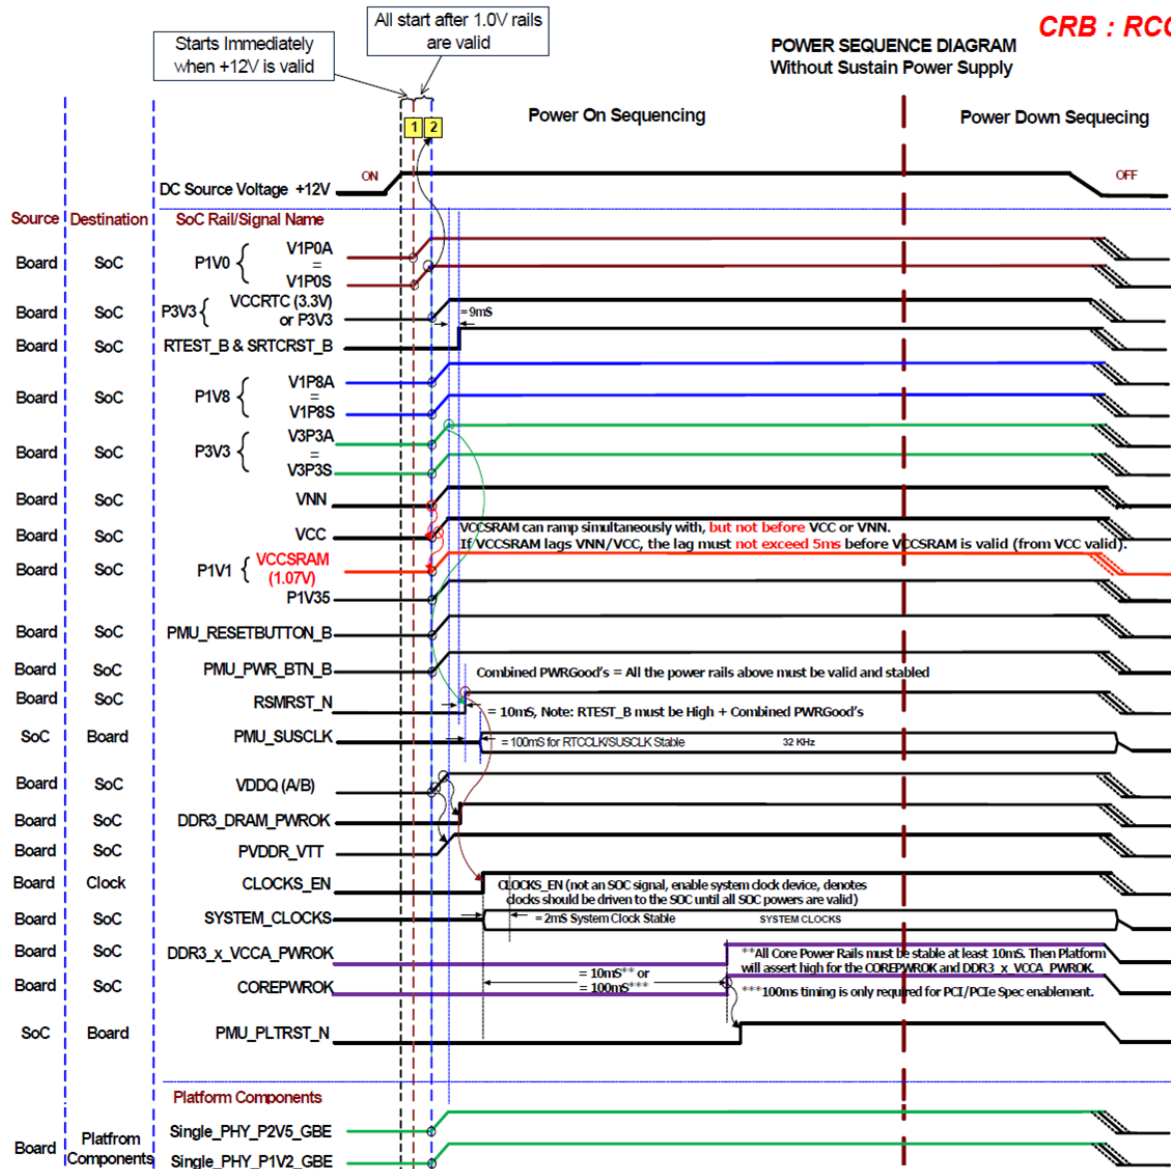 CRB : RCC
All start after 1.0V rails
are valid
Starts Immediately
when +12V is valid
POWER SEQUENCE DIAGRAM
Without Sustain Power Supply
Power On Sequencing
Power Down Sequecing
1 2
ON
OFF
DC Source Voltage +12V
Source Destination SoC Rail/Signal Name
Board SoC P1V0 { V1P0A
=
V1P0S
Board SoC P3V3 { VCCRTC (3.3V)
or P3V3
= 9mS
Board SoC RTEST_B & SRTCRST_B
Board SoC P1V8 { V1P8A
=
V1P8S
Board SoC P3V3 { V3P3A
=
V3P3S
Board SoC VNN
Board SoC VCC
VCCSRAM can ramp simultaneously with, but not before VCC or VNN.
If VCCSRAM lags VNN/VCC, the lag must not exceed 5ms before VCCSRAM is valid (from VCC valid).
Board SoC P1V1 { VCCSRAM
(1.07V)
P1V35
Board SoC PMU_RESETBUTTON_B
Board SoC PMU_PWR_BTN_B
Combined PWRGood's = All the power rails above must be valid and stabled
Board SoC RSMRST_N
= 10mS, Note: RTEST_B must be High + Combined PWRGood's
SoC Board PMU_SUSCLK
= 100mS for RTCCLK/SUSCLK Stable 32 KHz
Board SoC VDDQ (A/B)
Board SoC DDR3_DRAM_PWROK
Board SoC PVDDR_VTT
Board Clock CLOCKS_EN
CLOCKS_EN (not an SOC signal, enable system clock device, denotes
clocks should be driven to the SOC until all SOC powers are valid)
Board SoC SYSTEM_CLOCKS
= 2mS System Clock Stable SYSTEM CLOCKS
Board SoC DDR3_x_VCCA_PWROK
**All Core Power Rails must be stable at least 10mS. Then Platform
will assert high for the COREPWROK and DDR3_x_VCCA_PWROK.
Board SoC COREPWROK
= 10mS** or
= 100mS***
***100ms timing is only required for PCI/PCIe Spec enablement.
SoC Board PMU_PLTRST_N
Platform Components
Board Platfrom
Components
Single_PHY_P2V5_GBE
Single_PHY_P1V2_GBE